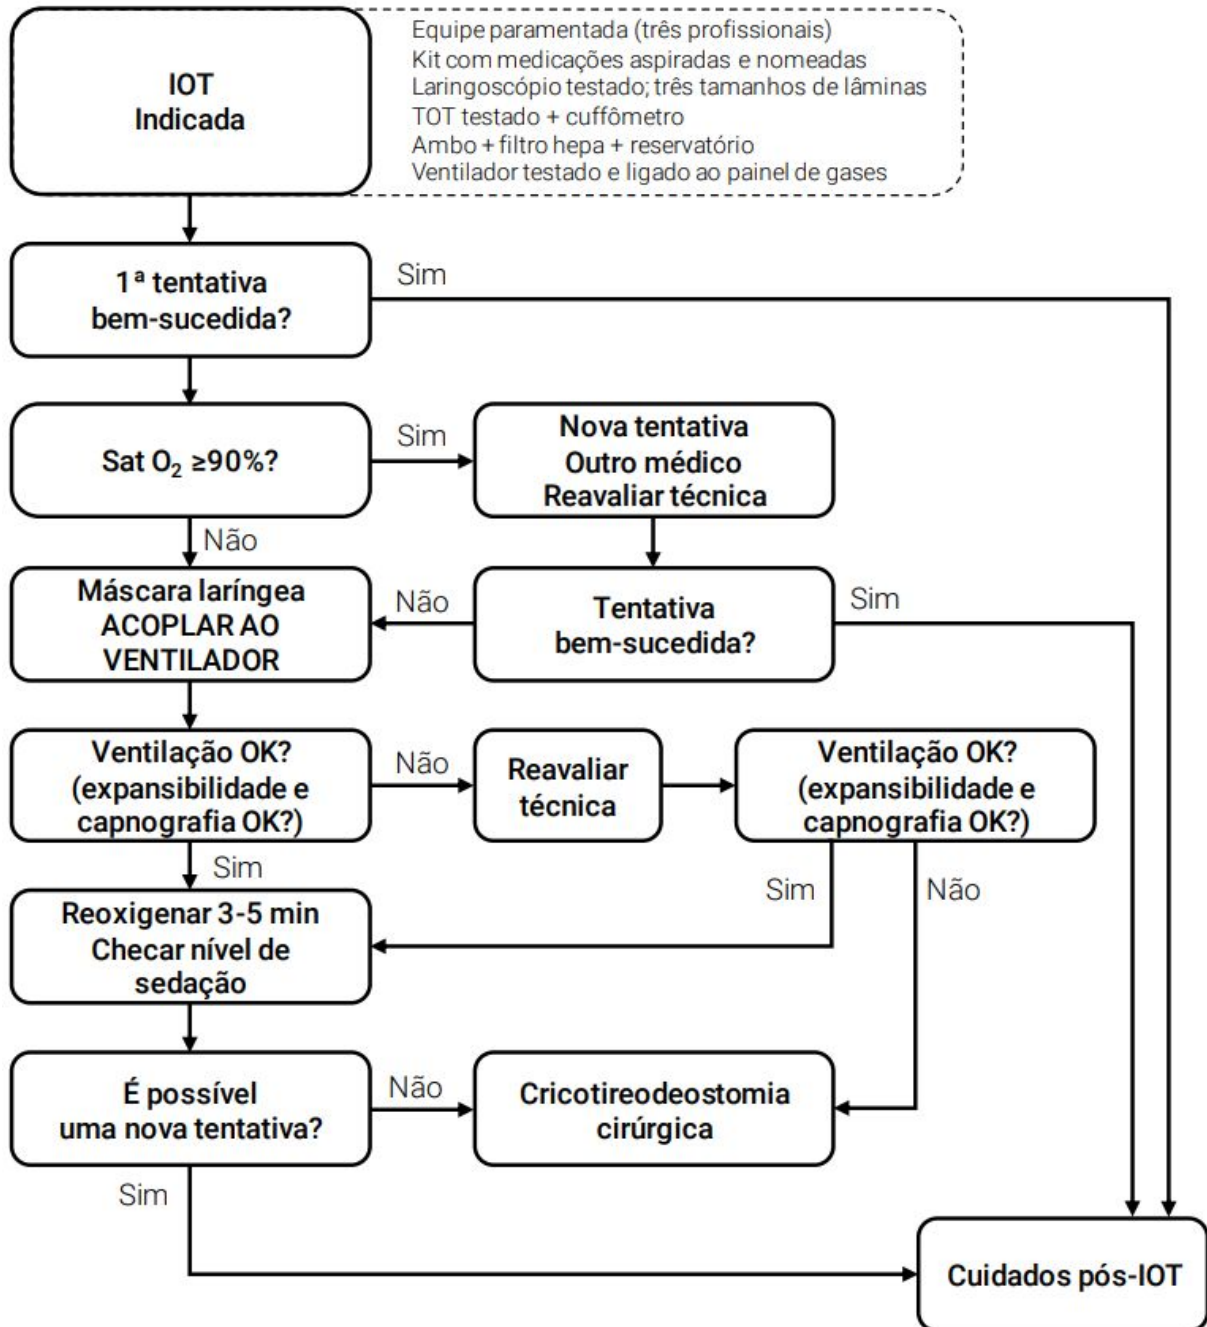 IOT
Indicada
Equipe paramentada (três profissionais)
Kit com medicações aspiradas e nomeadas
Laringoscópio testado; três tamanhos de lâminas
TOT testado + cuffômetro
Ambo + filtro hepa + reservatório
Ventilador testado e ligado ao painel de gases
1ª tentativa
bem-sucedida?
Sim
Sat O₂ ≥90%?
Sim
Nova tentativa
Outro médico
Reavaliar técnica
Não
Máscara laríngea
ACOPLAR AO
VENTILADOR
Não
Tentativa
bem-sucedida?
Sim
Ventilação OK?
(expansibilidade e
capnografia OK?)
Não
Reavaliar
técnica
Ventilação OK?
(expansibilidade e
capnografia OK?)
Sim
Sim
Não
Reoxigenar 3-5 min
Checar nível de
sedação
É possível
uma nova tentativa?
Não
Cricotireodeostomia
cirúrgica
Sim
Cuidados pós-IOT